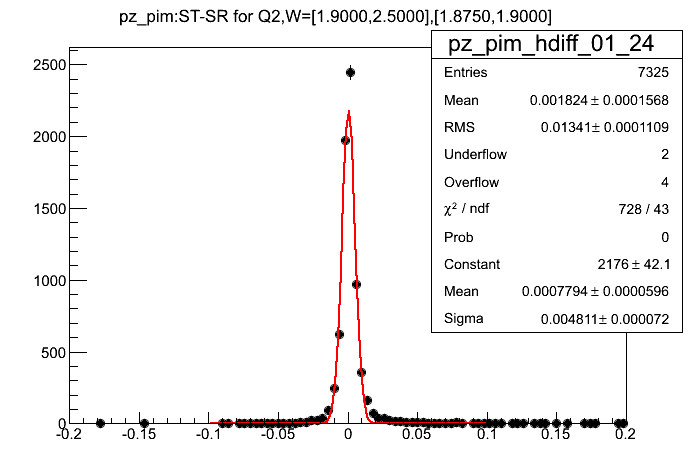 pz_pim:ST-SR for Q2,W=[1.9000,2.5000],[1.8750,1.9000]
pz_pim_hdiff_01_24
Entries 7325
Mean 0.001824 ± 0.0001568
RMS 0.01341± 0.0001109
Underflow 2
Overflow 4
χ² / ndf 728 / 43
Prob 0
Constant 2176 ± 42.1
Mean 0.0007794 ± 0.0000596
Sigma 0.004811± 0.000072
2500
2000
1500
1000
500
0
-0.2 -0.15 -0.1 -0.05 0 0.05 0.1 0.15 0.2